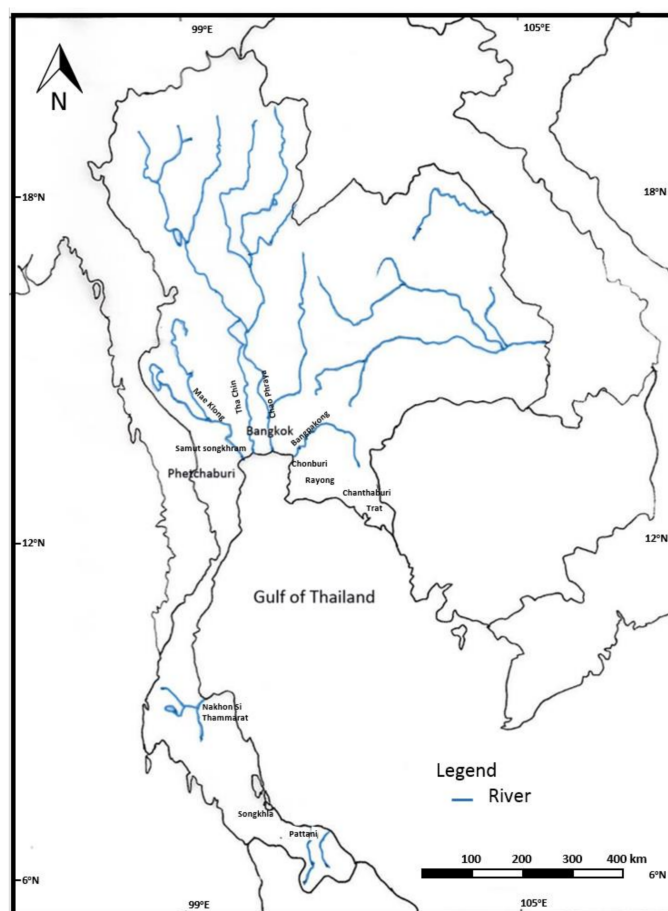 99°E
105°E
N
18°N
18°N
Mae Klong
Tha Chin
Chao Phraya
Bangkok
Bangpakong
Samut songkhram
Phetchaburi
Chonburi
Rayong
Chanthaburi
Trat
12°N
12°N
Gulf of Thailand
Nakhon Si
Thammarat
Legend
River
Songkhla
Pattani
100 200 300 400 km
6°N
6°N
99°E
105°E